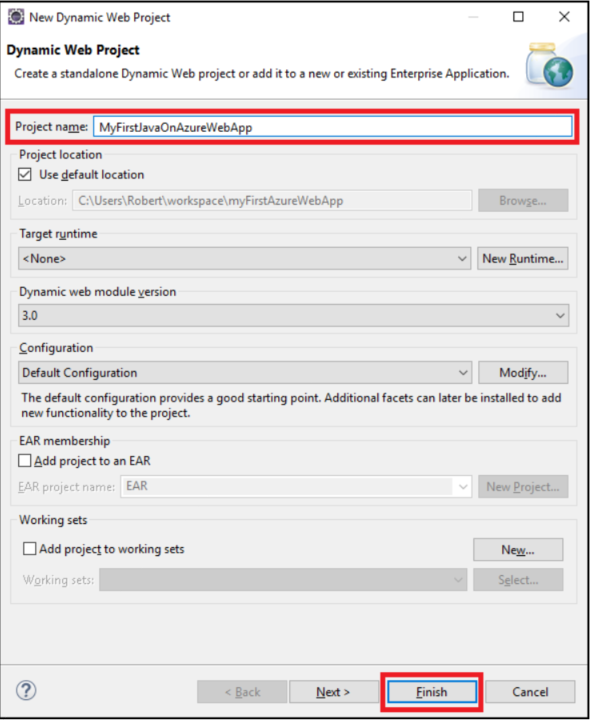 New Dynamic Web Project
Dynamic Web Project
Create a standalone Dynamic Web project or add it to a new or existing Enterprise Application.
Project name: MyFirstJavaOnAzureWebApp
Project location
Use default location
Location: C:\Users\Robert\workspace\myFirstAzureWebApp Browse...
Target runtime
<None> New Runtime...
Dynamic web module version
3.0
Configuration
Default Configuration Modify...
The default configuration provides a good starting point. Additional facets can later be installed to add
new functionality to the project.
EAR membership
Add project to an EAR
EAR project name: EAR New Project...
Working sets
Add project to working sets New...
Working sets: Select...
? < Back Next > Finish Cancel